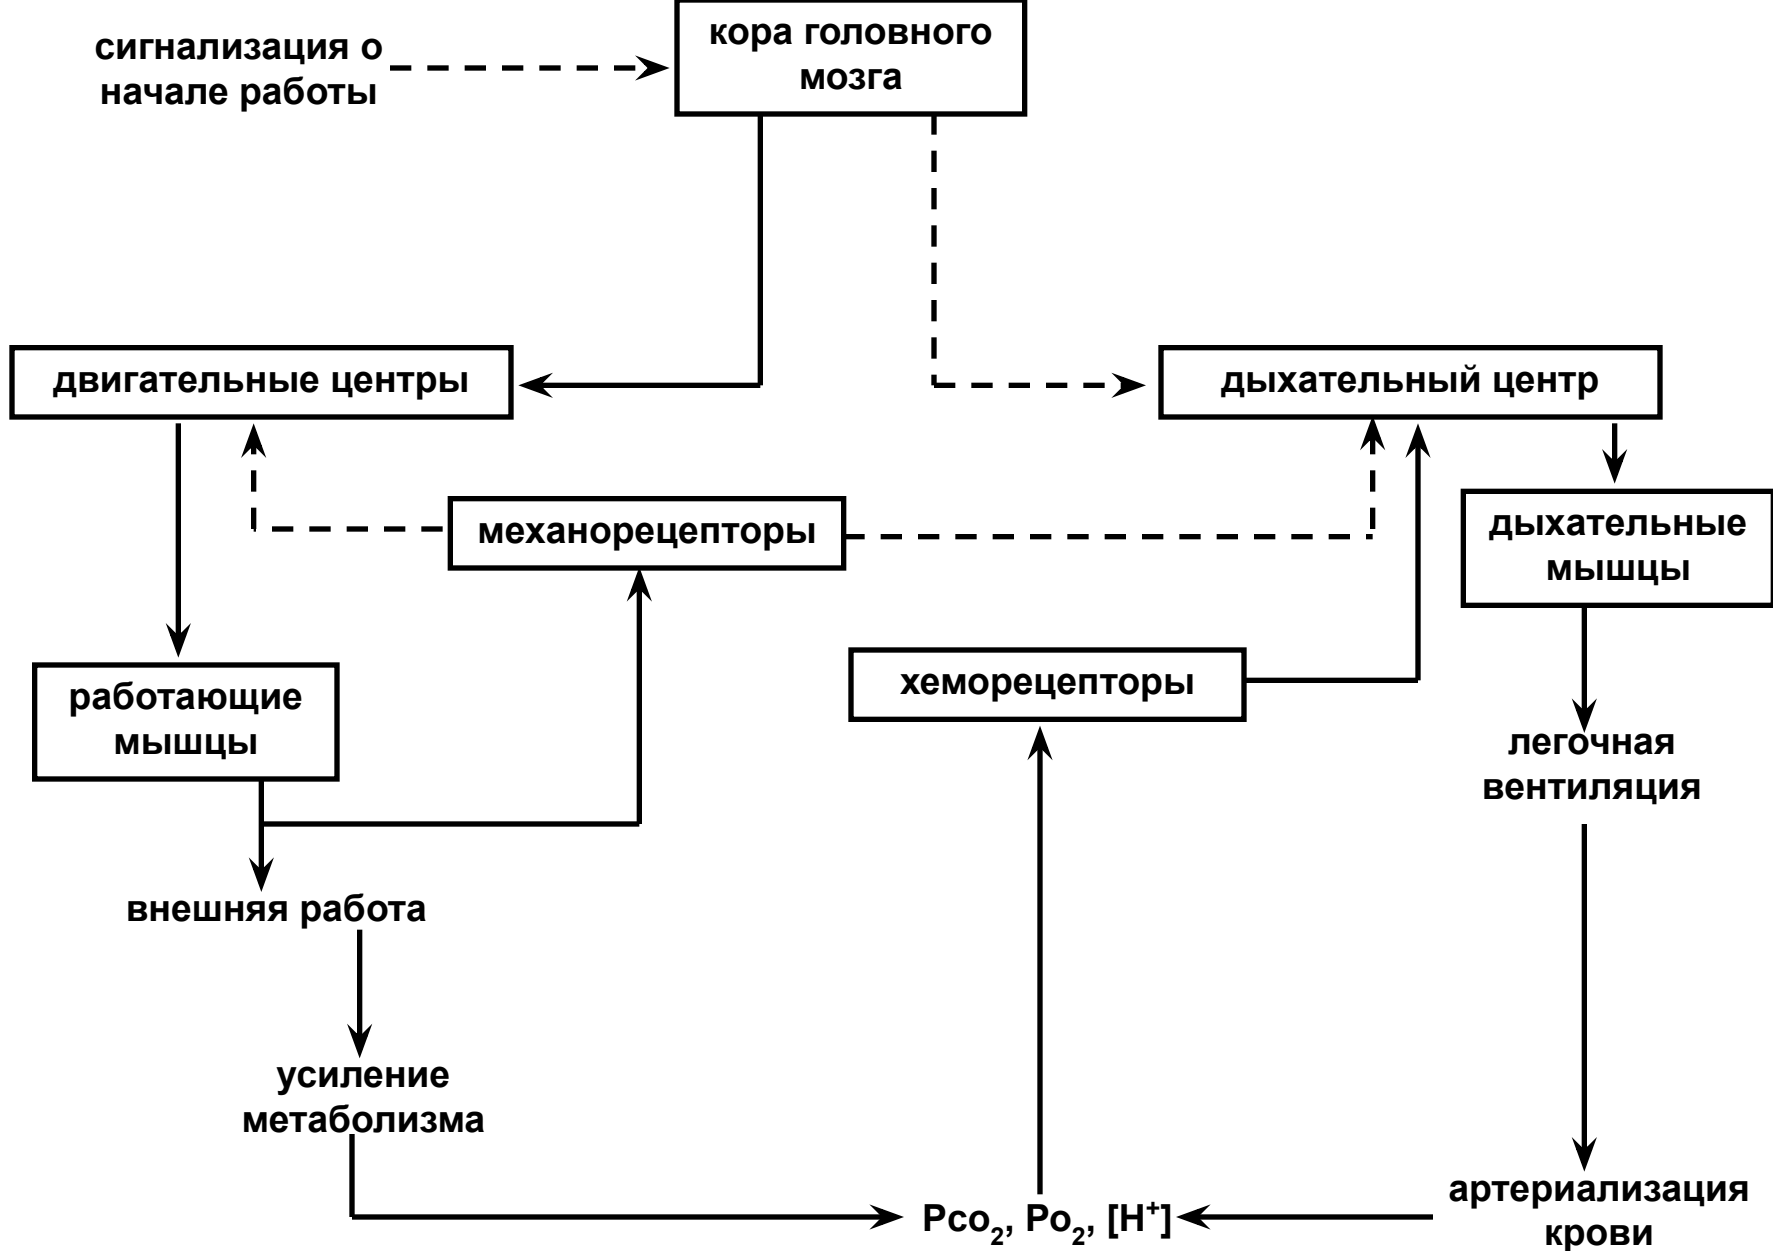 сигнализация о
начале работы
кора головного
мозга
двигательные центры
дыхательный центр
механорецепторы
дыхательные
мышцы
работающие
мышцы
хеморецепторы
легочная
вентиляция
внешняя работа
усиление
метаболизма
Pco₂, Po₂, [H⁺]
артериализация
крови